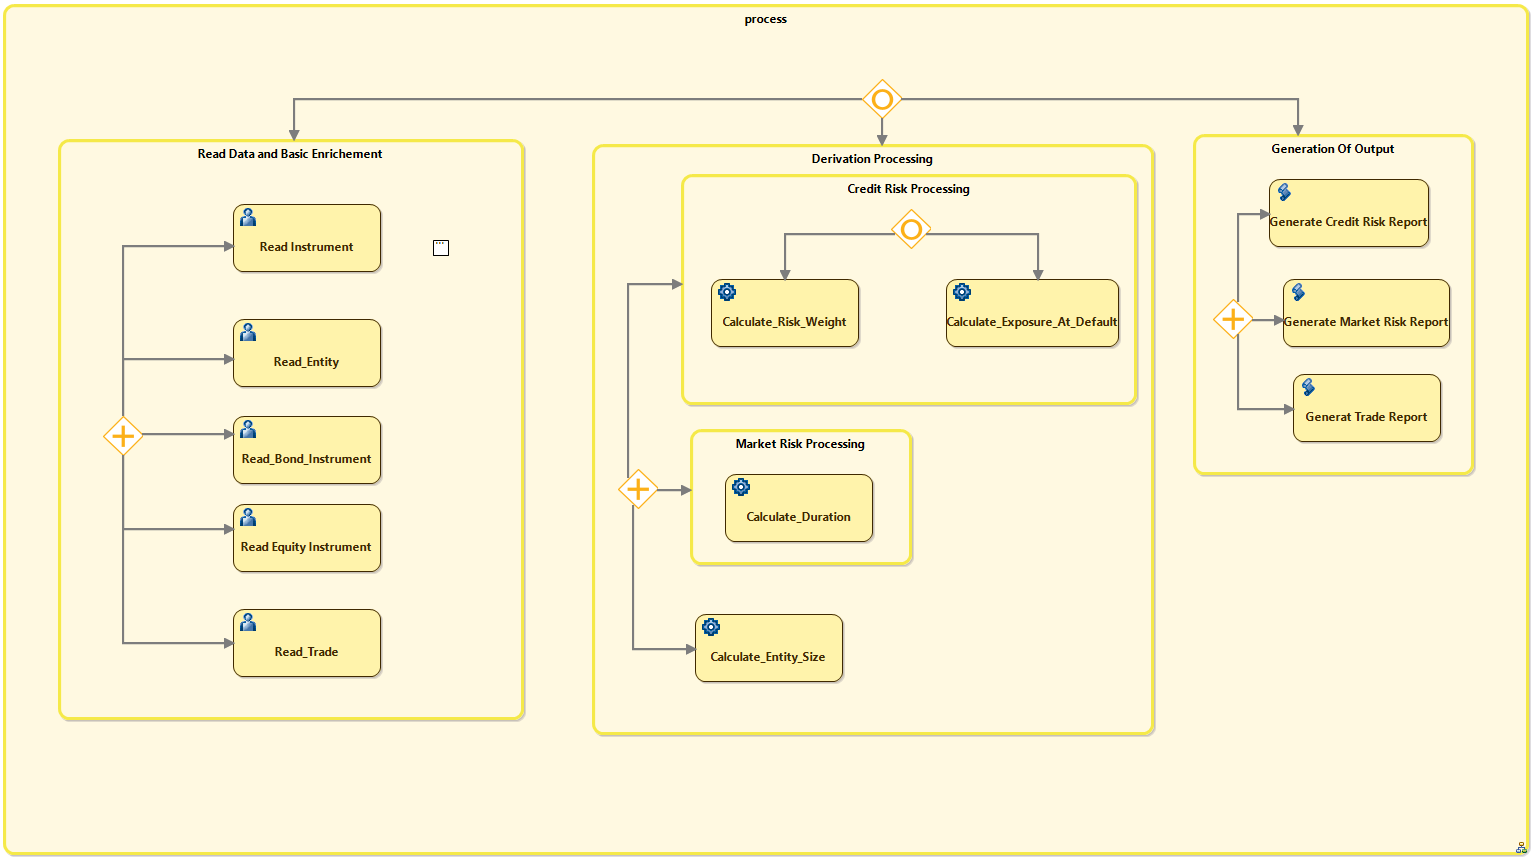 process
Read Data and Basic Enrichement
Read Instrument
Read_Entity
Read_Bond_Instrument
Read Equity Instrument
Read_Trade
Derivation Processing
Credit Risk Processing
Calculate_Risk_Weight
Calculate_Exposure_At_Default
Market Risk Processing
Calculate_Duration
Calculate_Entity_Size
Generation Of Output
Generate Credit Risk Report
Generate Market Risk Report
Generat Trade Report